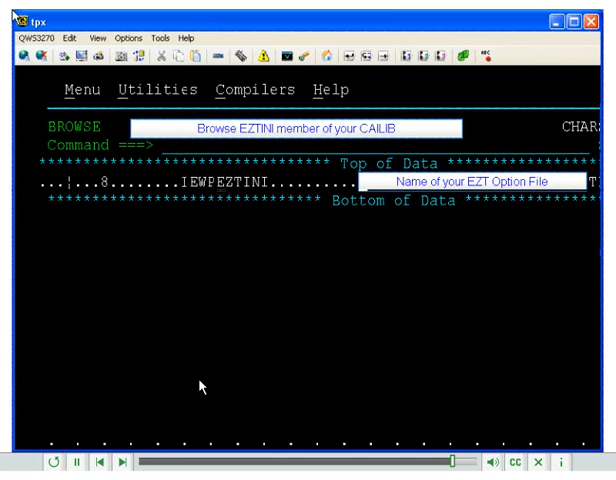 tpx
QWS3270 Edit View Options Tools Help
Menu Utilities Compilers Help
BROWSE Browse EZTINI member of your CAILIB CHAR
Command ===>
******************************* Top of Data ******************
...¦...8........IEWPEZTINI........... Name of your EZT Option File T
****************************** Bottom of Data ****************
CC